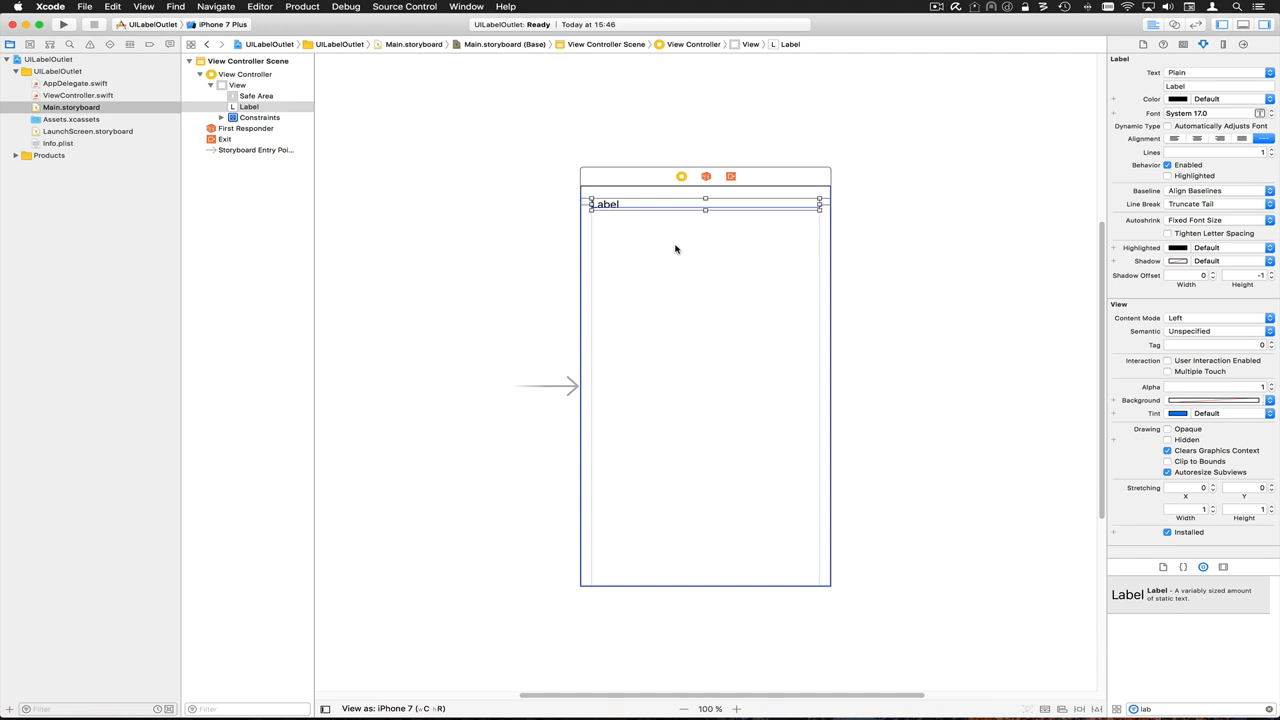 Xcode File Edit View Find Navigate Editor Product Debug Source Control Window Help
UILabelOutlet iPhone 7 Plus
UILabelOutlet: Ready Today at 15:46
UILabelOutlet UILabelOutlet Main.storyboard Main.storyboard (Base) View Controller Scene View Controller View L Label
UILabelOutlet
UILabelOutlet
AppDelegate.swift
ViewController.swift
Main.storyboard
Assets.xcassets
LaunchScreen.storyboard
Info.plist
Products
Filter
View Controller Scene
View Controller
View
Safe Area
L Label
Constraints
First Responder
Exit
Storyboard Entry Poi...
Filter
Label
View as: iPhone 7 (wC hR)
100 %
Label
Text Plain
Label
Color Default
Font System 17.0
Dynamic Type Automatically Adjusts Font
Alignment
Lines 1
Behavior Enabled
Highlighted
Baseline Align Baselines
Line Break Truncate Tail
Autoshrink Fixed Font Size
Tighten Letter Spacing
Highlighted Default
Shadow Default
Shadow Offset 0 -1
Width Height
View
Content Mode Left
Semantic Unspecified
Tag 0
Interaction User Interaction Enabled
Multiple Touch
Alpha 1
Background
Tint Default
Drawing Opaque
Hidden
Clears Graphics Context
Clip to Bounds
Autoresize Subviews
Stretching 0 0
X Y
1 1
Width Height
Installed
Label Label - A variably sized amount
of static text.
lab